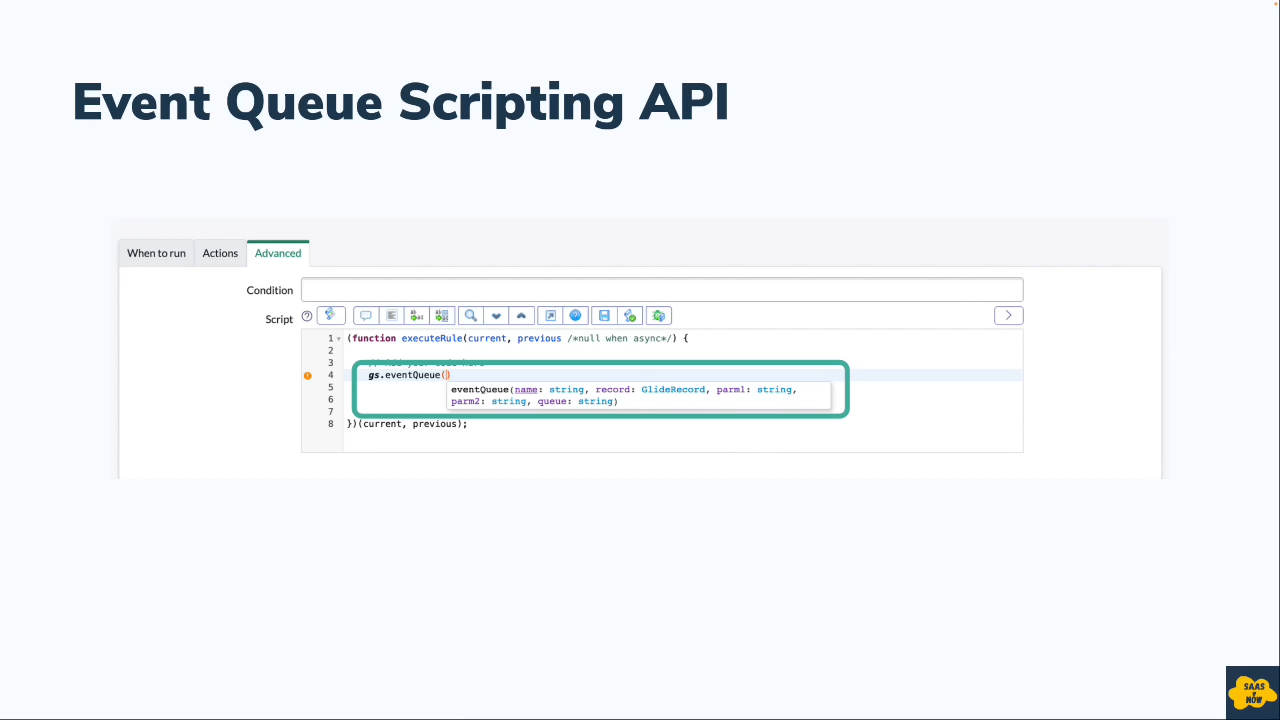 Event Queue Scripting API
When to run Actions Advanced
Condition
Script
1 (function executeRule(current, previous /*null when async*/) {
2
3
4 gs.eventQueue()
5 eventQueue(name: string, record: GlideRecord, parm1: string,
6 parm2: string, queue: string)
7
8 })(current, previous);
SAAS
NOW